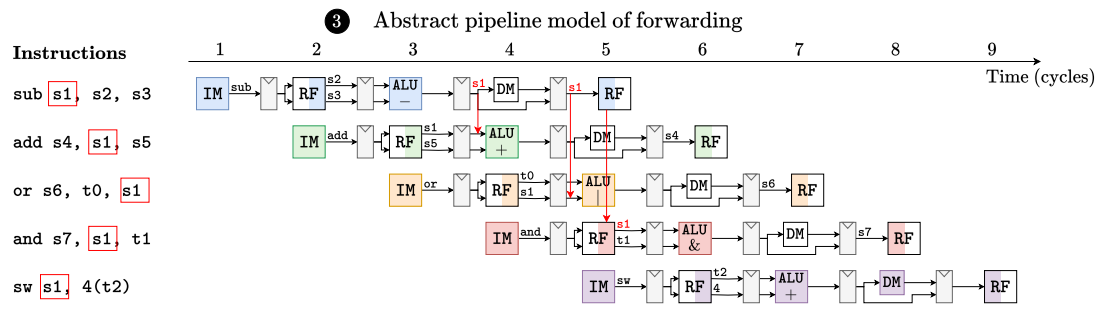 3 Abstract pipeline model of forwarding
Instructions 1 2 3 4 5 6 7 8 9
Time (cycles)
sub s1, s2, s3 IM sub RF s2 s3 ALU − s1 DM s1 RF
add s4, s1, s5 IM add RF s1 s5 ALU + DM s4 RF
or s6, t0, s1 IM or RF t0 s1 ALU | DM s6 RF
and s7, s1, t1 IM and RF s1 t1 ALU & DM s7 RF
sw s1, 4(t2) IM sw RF t2 4 ALU + DM RF